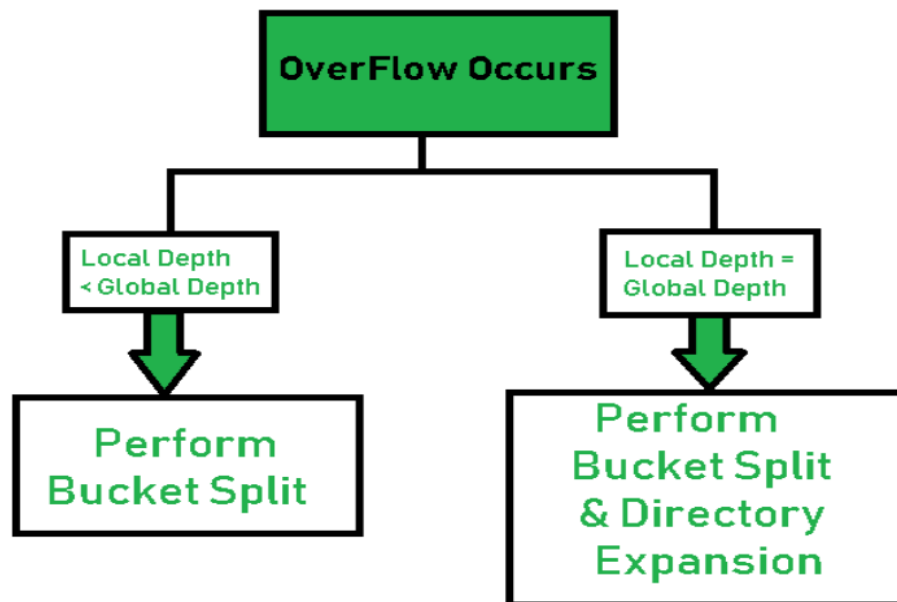 OverFlow Occurs
Local Depth
< Global Depth
Local Depth =
Global Depth
Perform
Bucket Split
Perform
Bucket Split
& Directory
Expansion